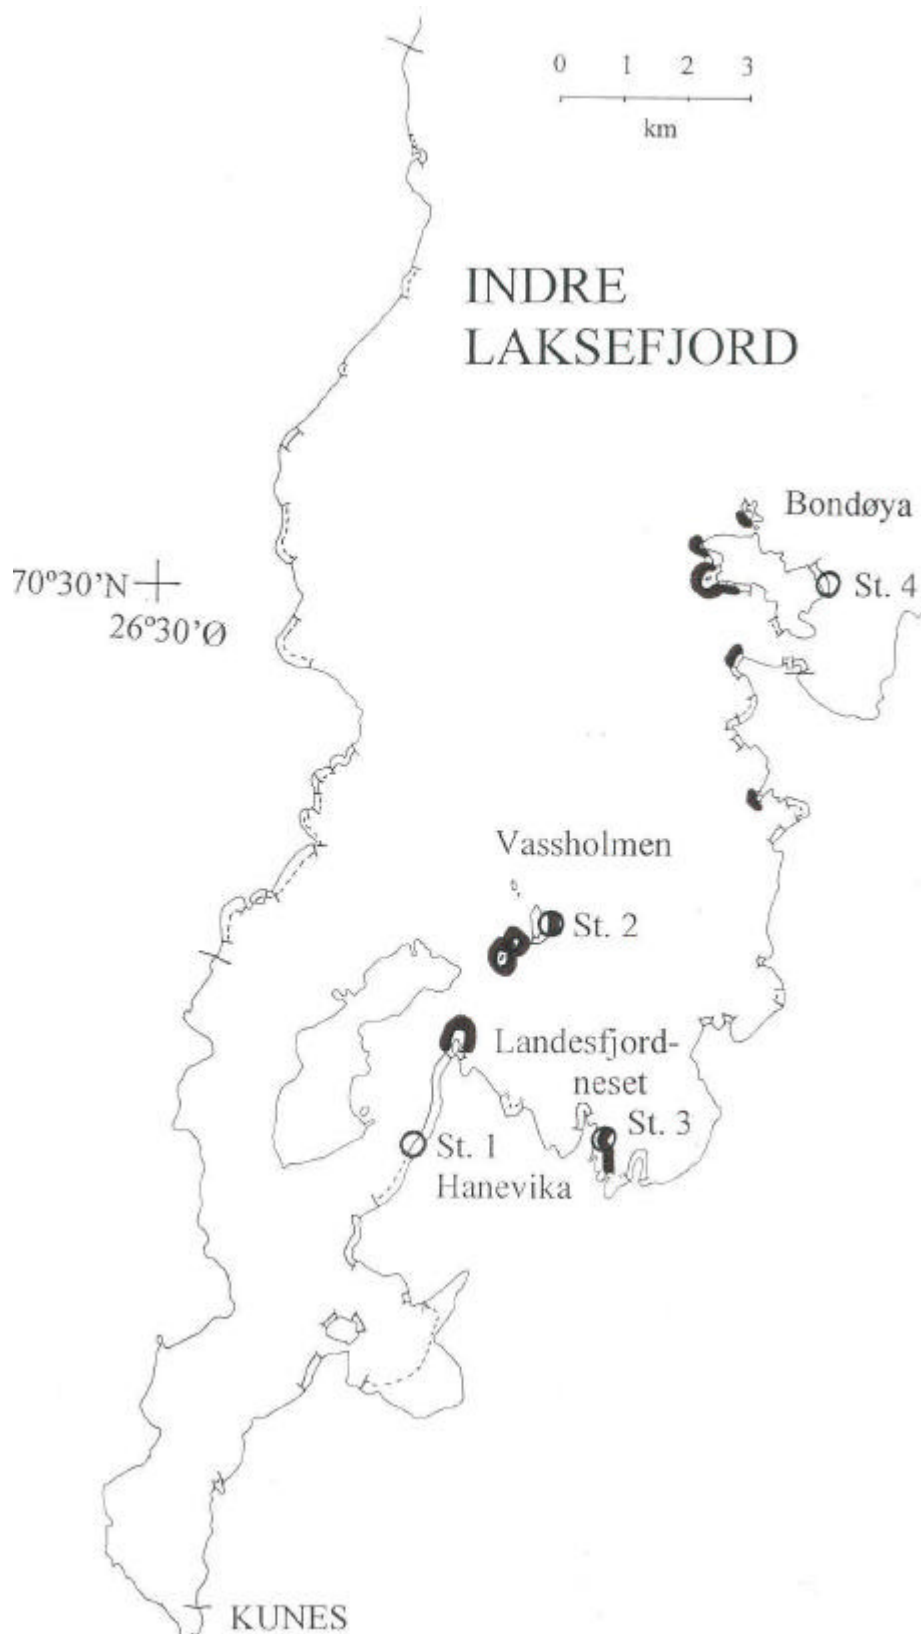 0 1 2 3
km
INDRE
LAKSEFJORD
Bondøya
70°30'N
St. 4
26°30'Ø
Vassholmen
St. 2
Landesfjord-
neset
St. 3
St. 1
Hanevika
KUNES